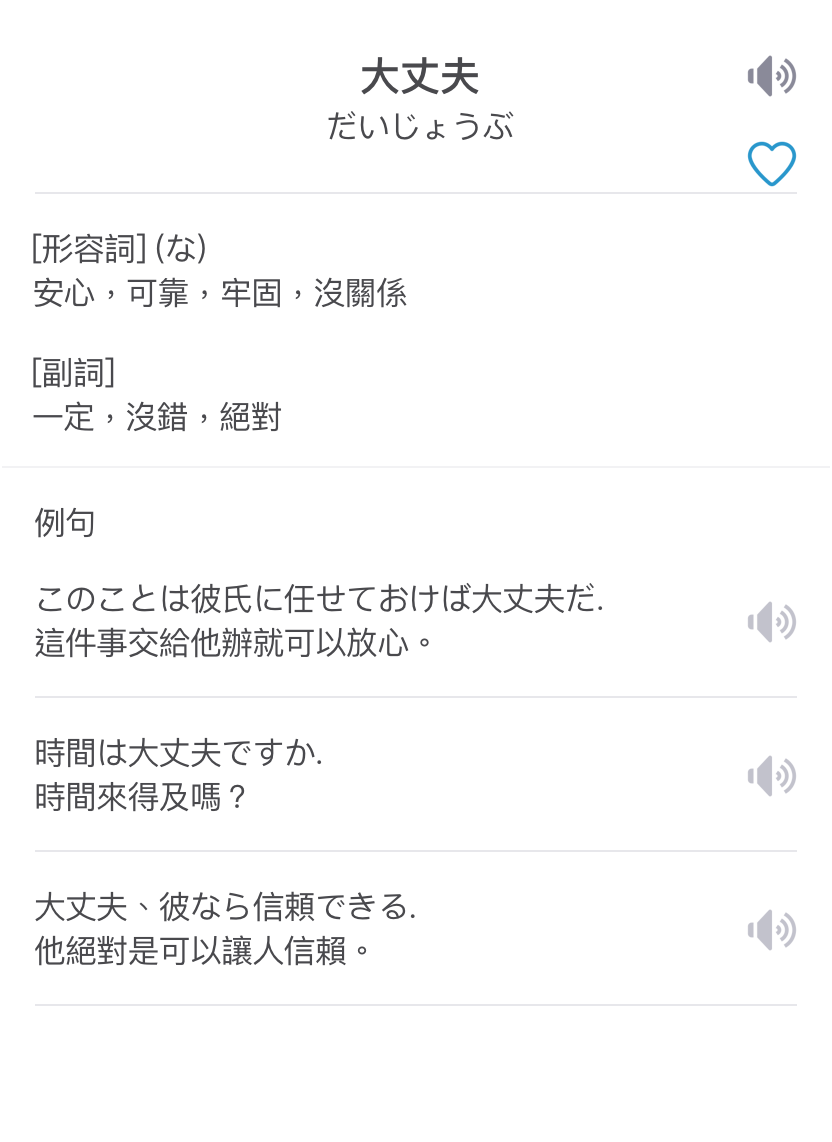 大丈夫
だいじょうぶ
[形容詞] (な)
安心，可靠，牢固，沒關係
[副詞]
一定，沒錯，絕對
例句
このことは彼氏に任せておけば大丈夫だ.
這件事交給他辦就可以放心。
時間は大丈夫ですか.
時間來得及嗎？
大丈夫、彼なら信頼できる.
他絕對是可以讓人信賴。